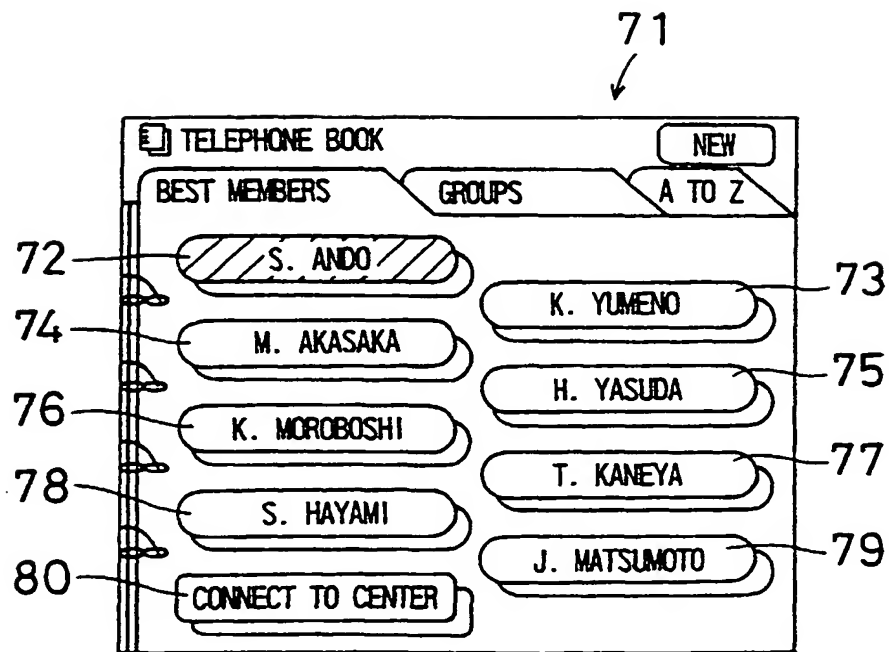 71
TELEPHONE BOOK NEW
BEST MEMBERS GROUPS A TO Z
72 S. ANDO
K. YUMENO 73
74 M. AKASAKA
H. YASUDA 75
76 K. MOROBOSHI
T. KANEYA 77
78 S. HAYAMI
J. MATSUMOTO 79
80 CONNECT TO CENTER